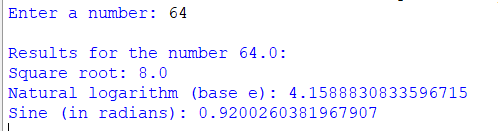 Enter a number: 64
Results for the number 64.0:
Square root: 8.0
Natural logarithm (base e): 4.1588830833596715
Sine (in radians): 0.9200260381967907